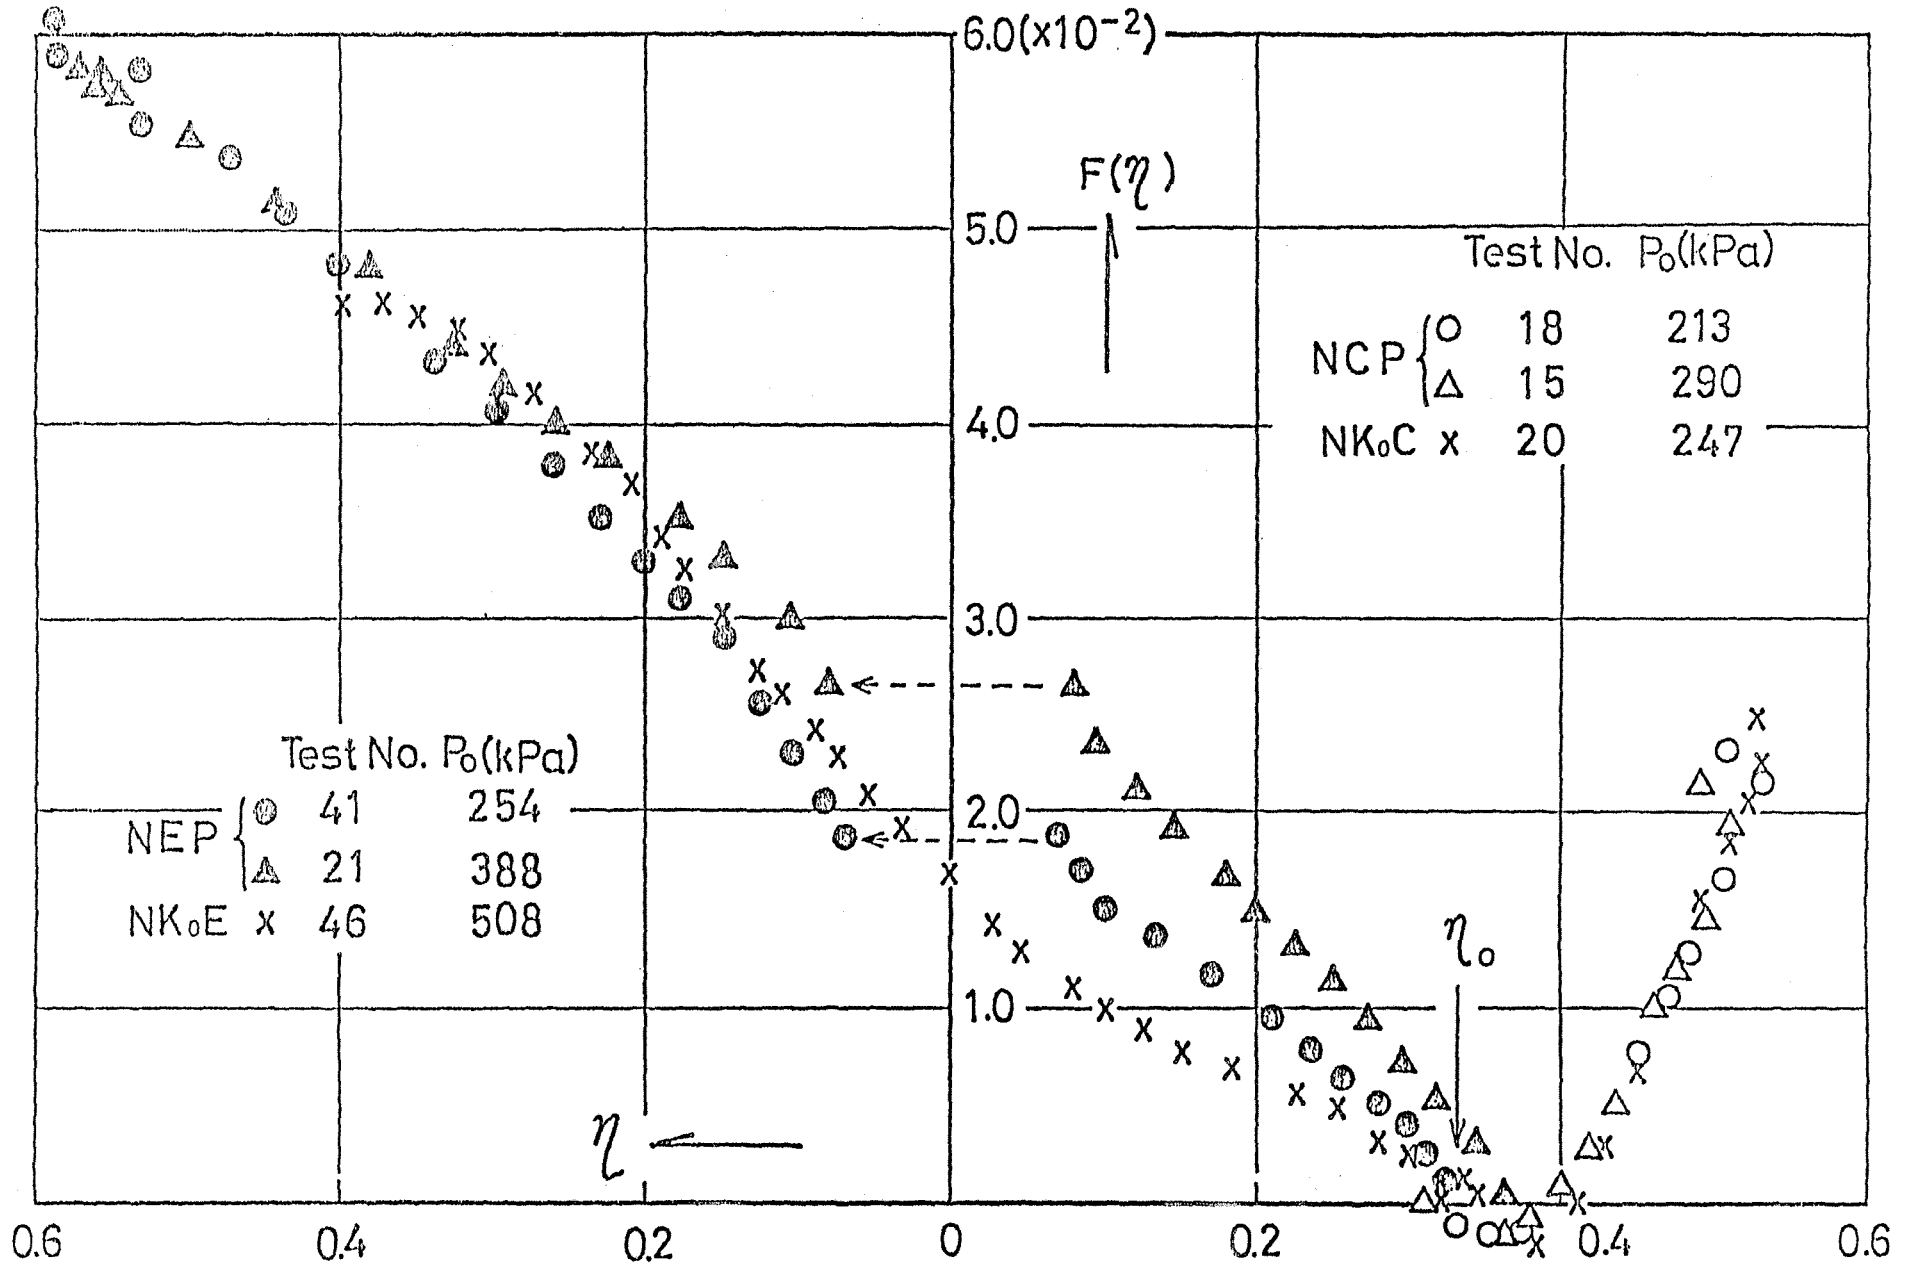 6.0(x10⁻²)
F(η)
5.0
Test No. P₀(kPa)
NCP { ○ 18 213
△ 15 290
NK₀C x 20 247
4.0
3.0
2.0
1.0
Test No. P₀(kPa)
NEP { ● 41 254
▲ 21 388
NK₀E x 46 508
η₀
η
0.6 0.4 0.2 0 0.2 0.4 0.6